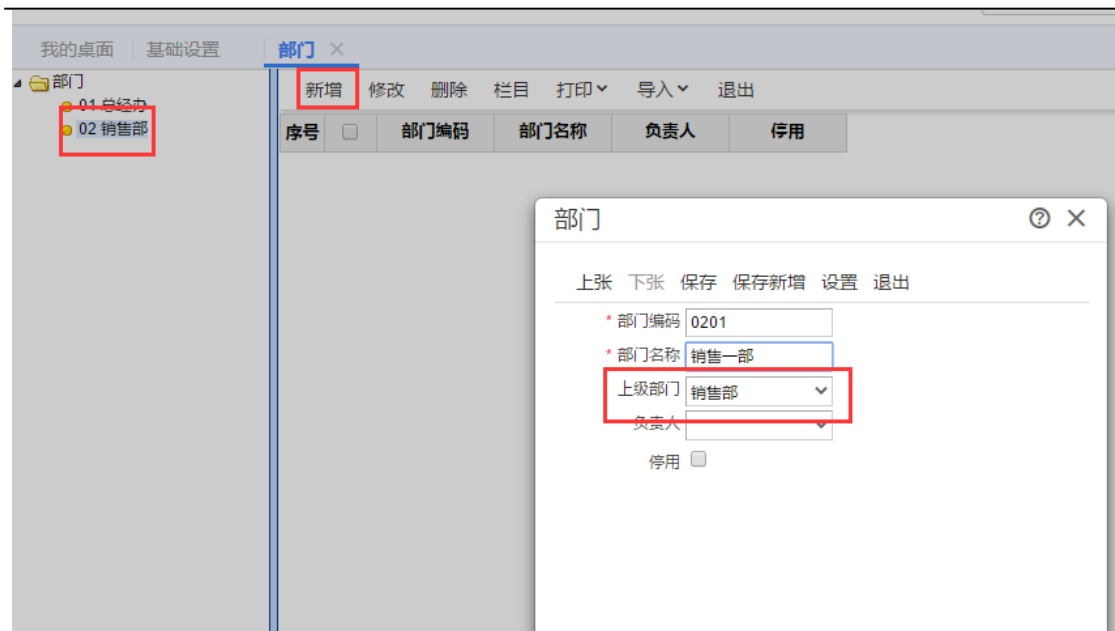 我的桌面 基础设置 部门
部门
01 总经办
02 销售部
新增 修改 删除 栏目 打印 导入 退出
序号 部门编码 部门名称 负责人 停用
部门
上张 下张 保存 保存新增 设置 退出
* 部门编码 0201
* 部门名称 销售一部
上级部门 销售部
负责人
停用